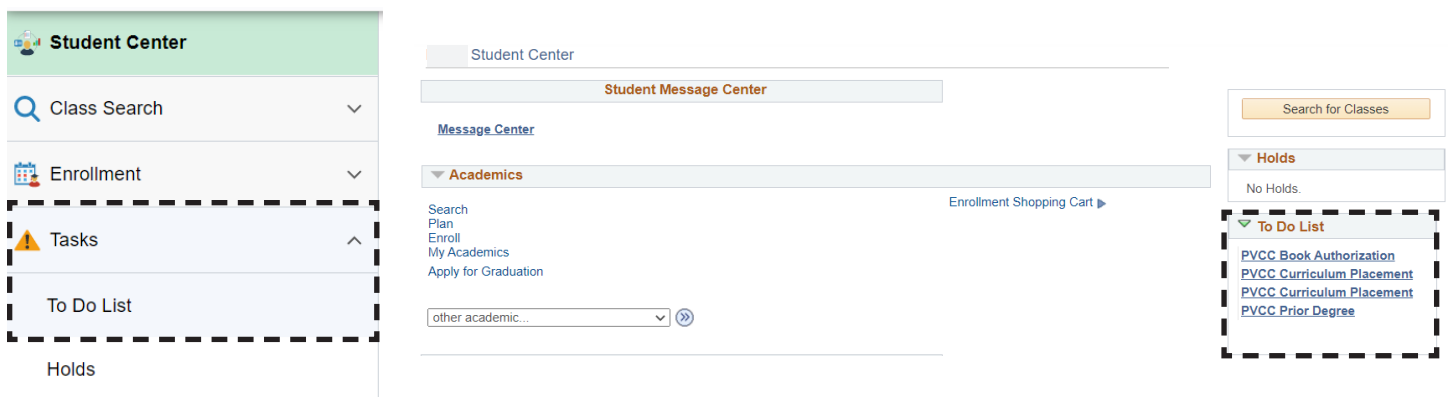 Student Center
Class Search
Enrollment
Tasks
To Do List
Holds
Student Center
Student Message Center
Message Center
Academics
Search
Plan
Enroll
My Academics
Apply for Graduation
other academic...
Enrollment Shopping Cart
Search for Classes
Holds
No Holds.
To Do List
PVCC Book Authorization
PVCC Curriculum Placement
PVCC Curriculum Placement
PVCC Prior Degree